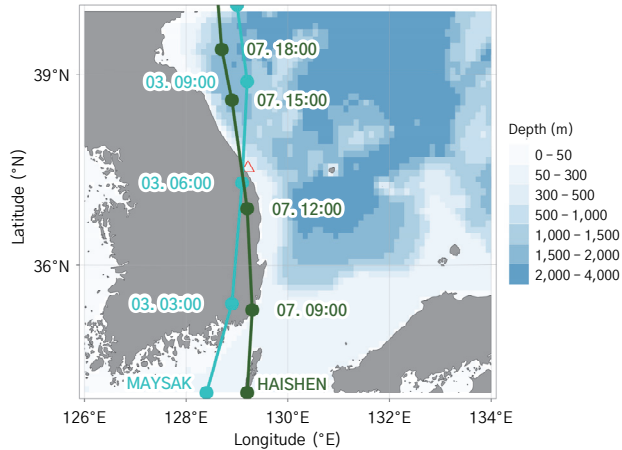 07. 18:00
39°N
03. 09:00
07. 15:00
Depth (m)
0 – 50
50 – 300
300 – 500
500 – 1,000
1,000 – 1,500
1,500 – 2,000
2,000 – 4,000
03. 06:00
07. 12:00
Latitude (°N)
36°N
03. 03:00
07. 09:00
MAYSAK
HAISHEN
126°E
128°E
130°E
132°E
134°E
Longitude (°E)